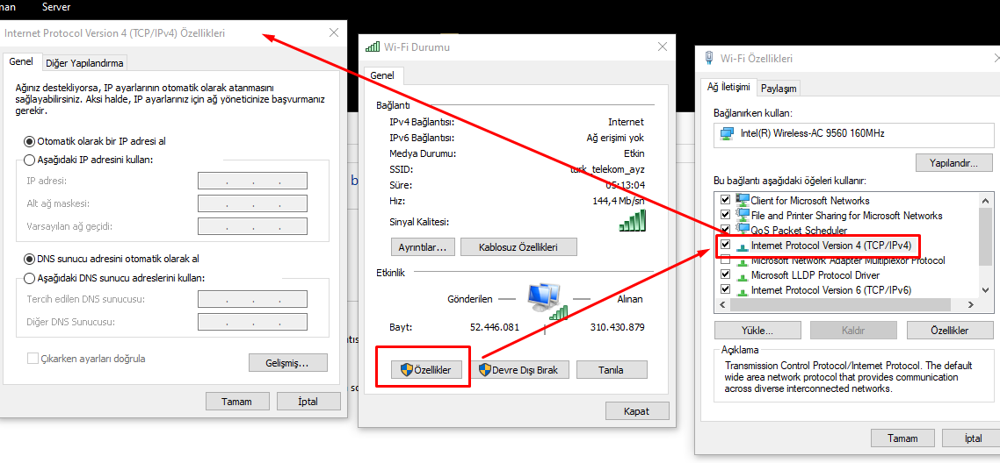 man Server
Internet Protocol Version 4 (TCP/IPv4) Özellikleri
Genel Diğer Yapılandırma
Ağınız destekliyorsa, IP ayarlarının otomatik olarak atanmasını
sağlayabilirsiniz. Aksi halde, IP ayarlarınız için ağ yöneticinize başvurmanız
gerekir.
Otomatik olarak bir IP adresi al
Aşağıdaki IP adresini kullan:
IP adresi:
Alt ağ maskesi:
Varsayılan ağ geçidi:
DNS sunucu adresini otomatik olarak al
Aşağıdaki DNS sunucu adreslerini kullan:
Tercih edilen DNS sunucusu:
Diğer DNS Sunucusu:
Çıkarken ayarları doğrula
Gelişmiş...
Tamam İptal
Wi-Fi Durumu
Genel
Bağlantı
IPv4 Bağlantısı: Internet
IPv6 Bağlantısı: Ağ erişimi yok
Medya Durumu: Etkin
SSID: turk_telekom_ayz
Süre: 05:13:04
Hız: 144,4 Mb/sn
Sinyal Kalitesi:
Ayrıntılar... Kablosuz Özellikleri
Etkinlik
Gönderilen Alınan
Bayt: 52.446.081 310.430.879
Özellikler Devre Dışı Bırak Tanıla
Kapat
Wi-Fi Özellikleri
Ağ İletişimi Paylaşım
Bağlanırken kullan:
Intel(R) Wireless-AC 9560 160MHz
Yapılandır...
Bu bağlantı aşağıdaki öğeleri kullanır:
Client for Microsoft Networks
File and Printer Sharing for Microsoft Networks
QoS Packet Scheduler
Internet Protocol Version 4 (TCP/IPv4)
Microsoft Network Adapter Multiplexor Protocol
Microsoft LLDP Protocol Driver
Internet Protocol Version 6 (TCP/IPv6)
Yükle... Kaldır Özellikler
Açıklama
Transmission Control Protocol/Internet Protocol. The default
wide area network protocol that provides communication
across diverse interconnected networks.
Tamam İptal